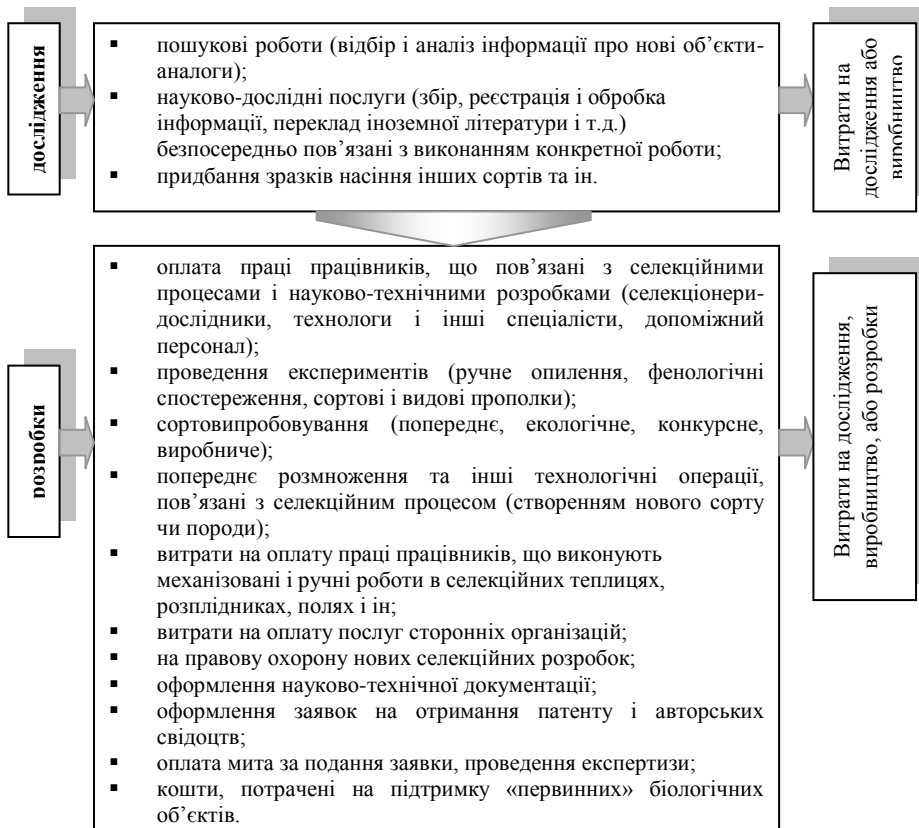 дослідження
▪ пошукові роботи (відбір і аналіз інформації про нові об’єкти-
аналоги);
▪ науково-дослідні послуги (збір, реєстрація і обробка
інформації, переклад іноземної літератури і т.д.)
безпосередньо пов’язані з виконанням конкретної роботи;
▪ придбання зразків насіння інших сортів та ін.
Витрати на
дослідження або
виробництво
розробки
▪ оплата праці працівників, що пов’язані з селекційними
процесами і науково-технічними розробками (селекціонери-
дослідники, технологи і інші спеціалісти, допоміжний
персонал);
▪ проведення експериментів (ручне опилення, фенологічні
спостереження, сортові і видові прополки);
▪ сортовипробовування (попереднє, екологічне, конкурсне,
виробниче);
▪ попереднє розмноження та інші технологічні операції,
пов’язані з селекційним процесом (створенням нового сорту
чи породи);
▪ витрати на оплату праці працівників, що виконують
механізовані і ручні роботи в селекційних теплицях,
розплідниках, полях і ін;
▪ витрати на оплату послуг сторонніх організацій;
▪ на правову охорону нових селекційних розробок;
▪ оформлення науково-технічної документації;
▪ оформлення заявок на отримання патенту і авторських
свідоцтв;
▪ оплата мита за подання заявки, проведення експертизи;
▪ кошти, потрачені на підтримку «первинних» біологічних
об’єктів.
Витрати на дослідження,
виробництво, або розробки